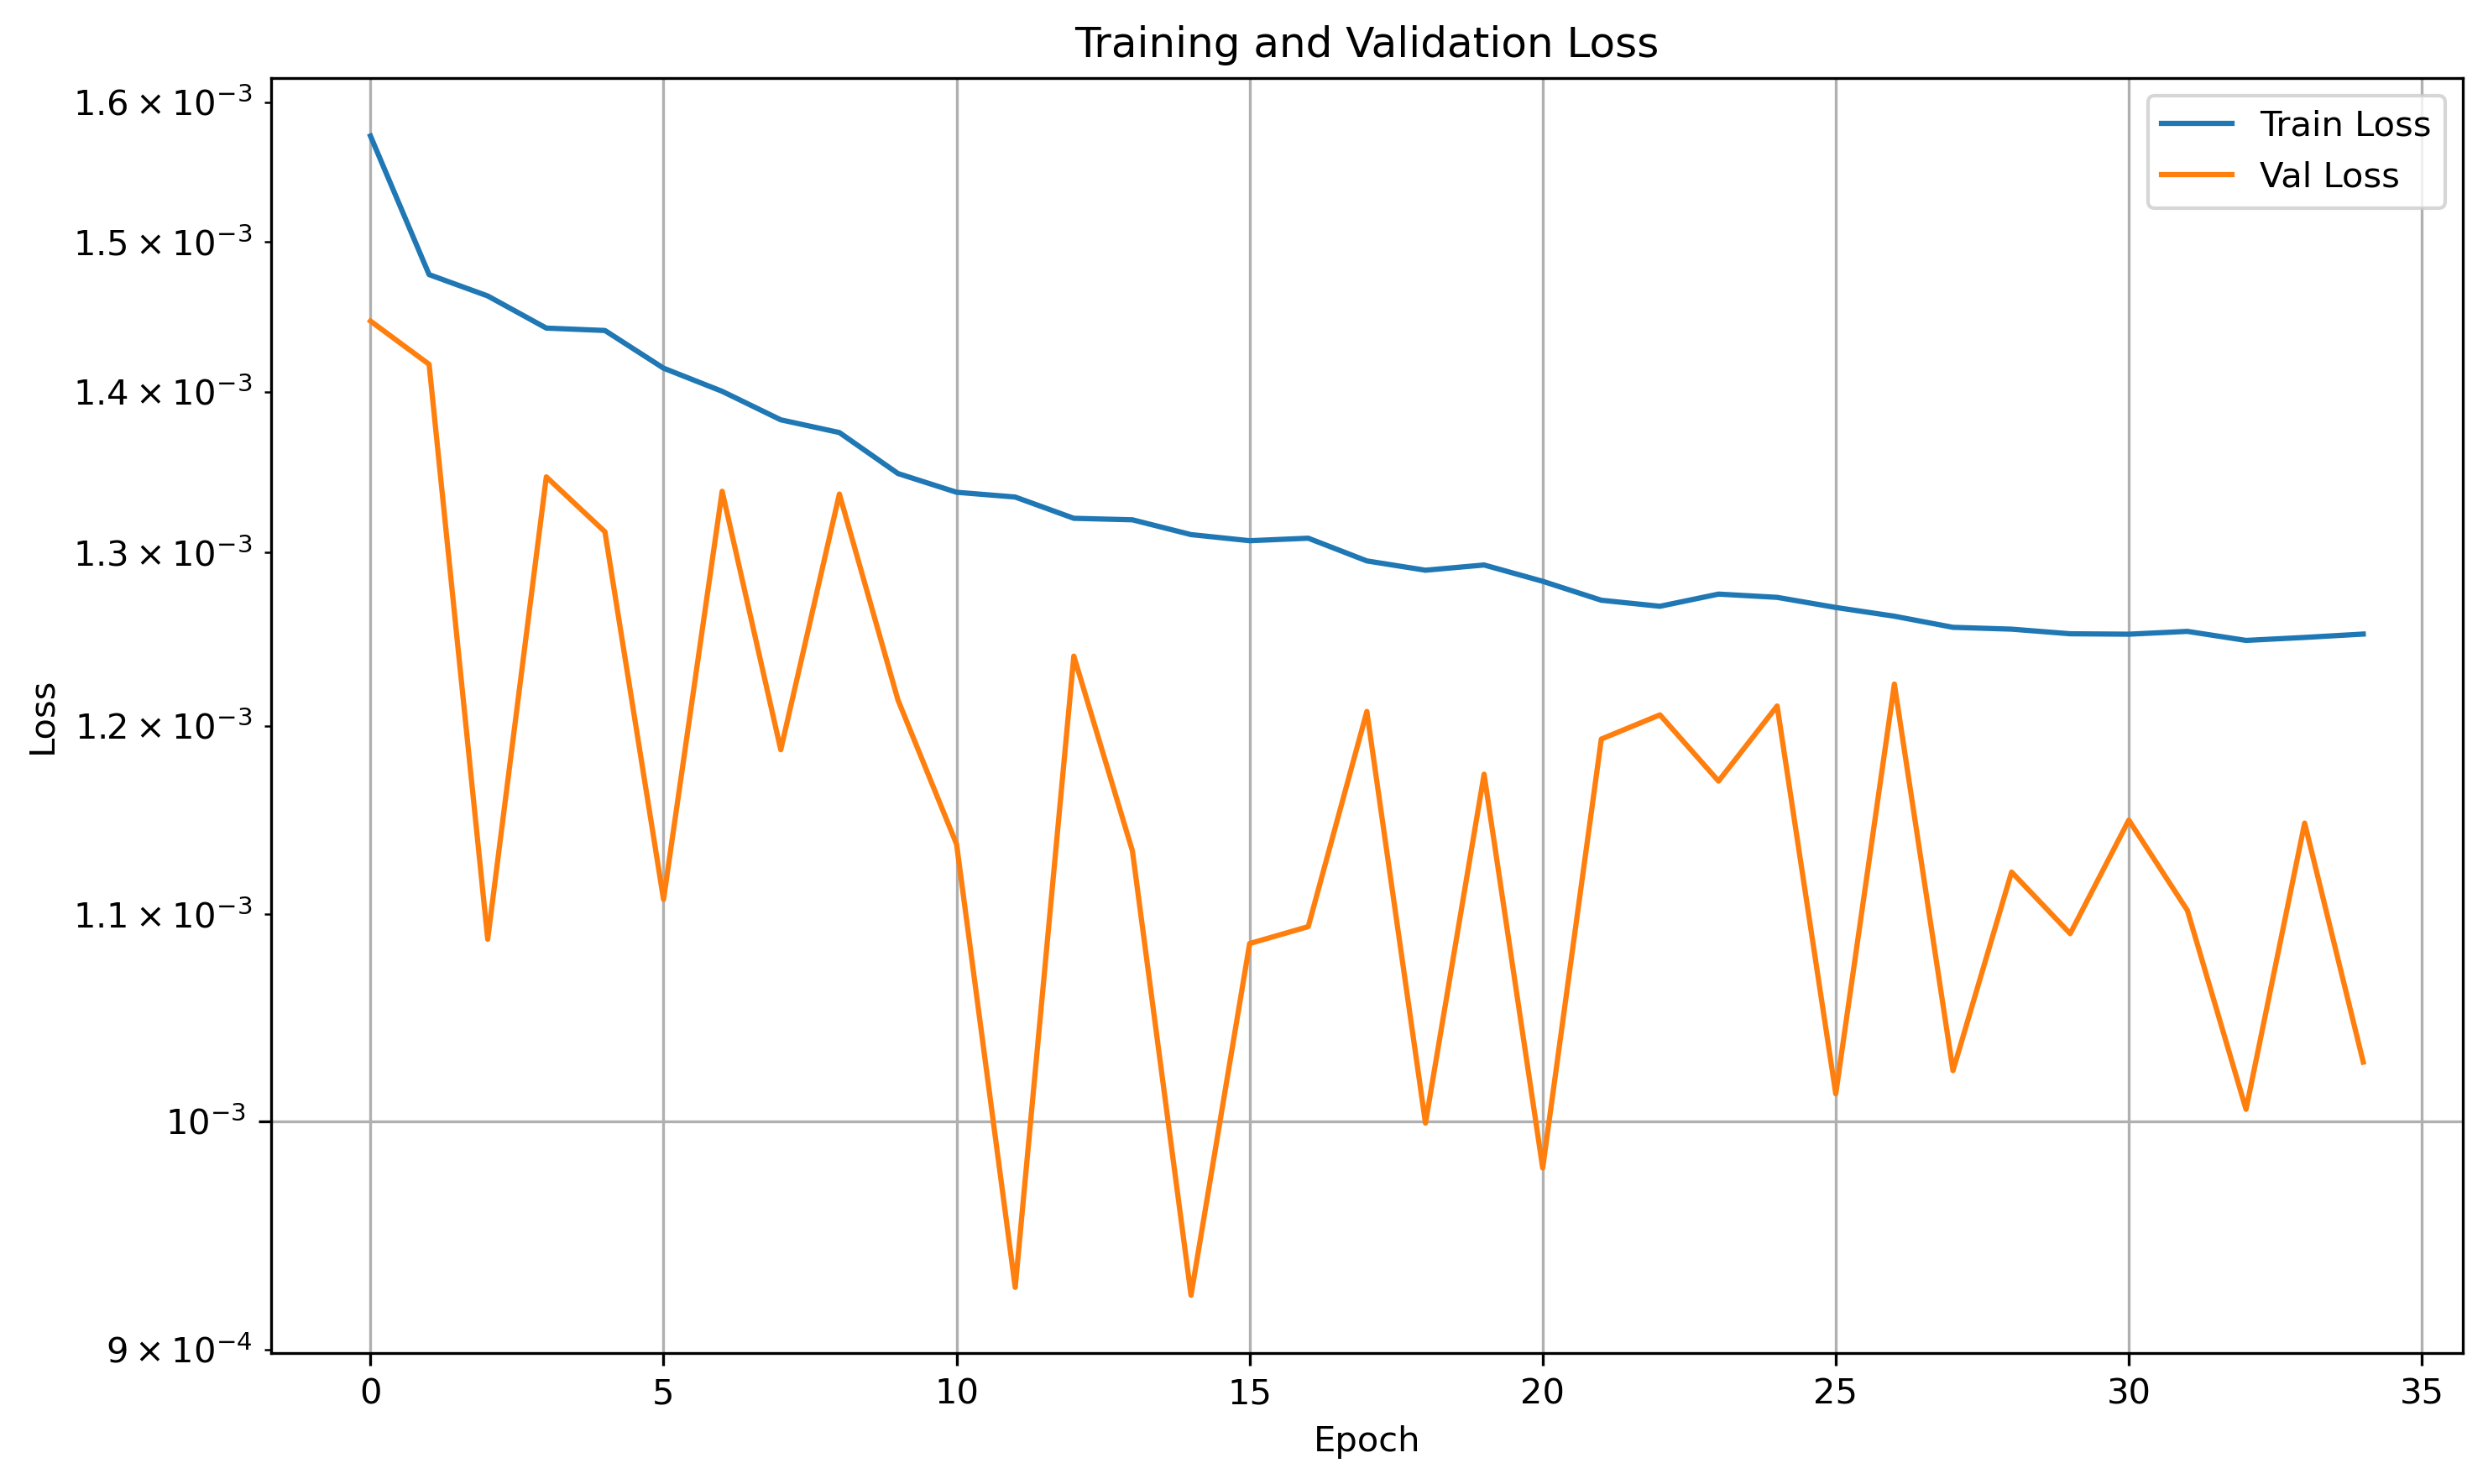 Training and Validation Loss
1.6 × 10⁻³
1.5 × 10⁻³
1.4 × 10⁻³
1.3 × 10⁻³
1.2 × 10⁻³
1.1 × 10⁻³
10⁻³
9 × 10⁻⁴
Loss
Train Loss
Val Loss
0 5 10 15 20 25 30 35
Epoch